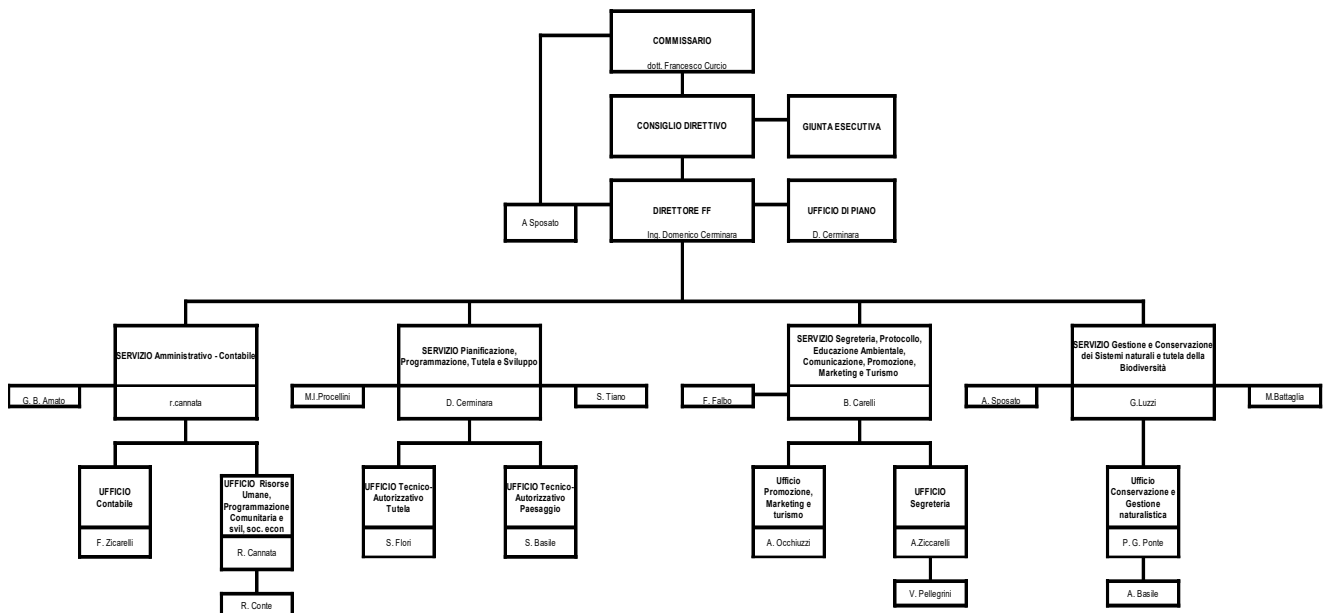 COMMISSARIO
dott. Francesco Curcio
CONSIGLIO DIRETTIVO
GIUNTA ESECUTIVA
A Sposato
DIRETTORE FF
Ing. Domenico Cerminara
UFFICIO DI PIANO
D. Cerminara
SERVIZIO Amministrativo - Contabile
r.cannata
G. B. Amato
SERVIZIO Pianificazione,
Programmazione, Tutela e Sviluppo
D. Cerminara
M.I.Procellini
S. Tiano
SERVIZIO Segreteria, Protocollo,
Educazione Ambientale,
Comunicazione, Promozione,
Marketing e Turismo
B. Carelli
F. Falbo
SERVIZIO Gestione e Conservazione
dei Sistemi naturali e tutela della
Biodiversità
G.Luzzi
A. Sposato
M.Battaglia
UFFICIO
Contabile
F. Zicarelli
UFFICIO Risorse
Umane,
Programmazione
Comunitaria e
svil, soc. econ
R. Cannata
R. Conte
UFFICIO Tecnico-
Autorizzativo
Tutela
S. Flori
UFFICIO Tecnico-
Autorizzativo
Paesaggio
S. Basile
Ufficio
Promozione,
Marketing e
turismo
A. Occhiuzzi
UFFICIO
Segreteria
A.Ziccarelli
V. Pellegrini
Ufficio
Conservazione e
Gestione
naturalistica
P. G. Ponte
A. Basile